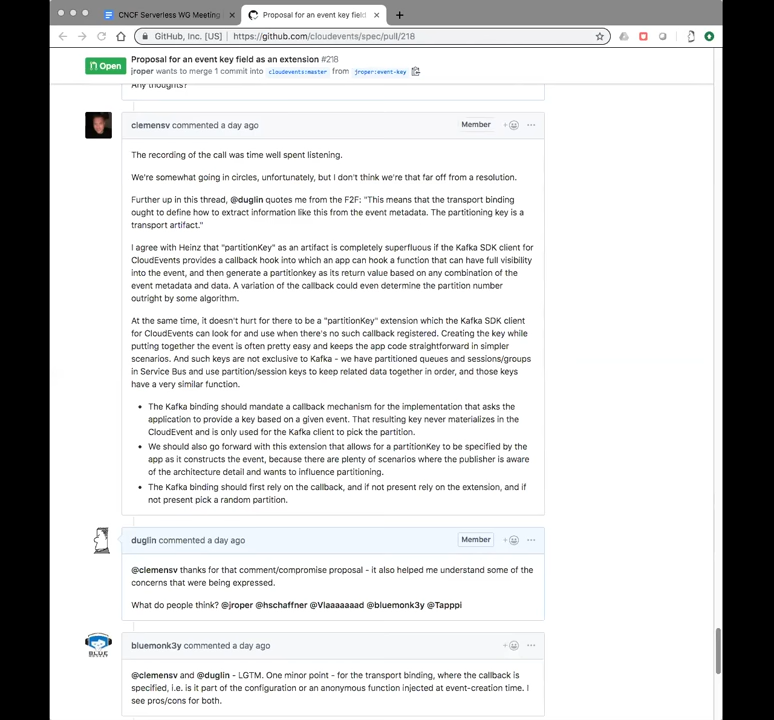 CNCF Serverless WG Meeting
Proposal for an event key field
GitHub, Inc. [US] | https://github.com/cloudevents/spec/pull/218
Open
Proposal for an event key field as an extension #218
jroper wants to merge 1 commit into cloudevents:master from jroper:event-key
Any thoughts?
clemensv commented a day ago
Member
The recording of the call was time well spent listening.
We're somewhat going in circles, unfortunately, but I don't think we're that far off from a resolution.
Further up in this thread, @duglin quotes me from the F2F: "This means that the transport binding
ought to define how to extract information like this from the event metadata. The partitioning key is a
transport artifact."
I agree with Heinz that "partitionKey" as an artifact is completely superfluous if the Kafka SDK client for
CloudEvents provides a callback hook into which an app can hook a function that can have full visibility
into the event, and then generate a partitionkey as its return value based on any combination of the
event metadata and data. A variation of the callback could even determine the partition number
outright by some algorithm.
At the same time, it doesn't hurt for there to be a "partitionKey" extension which the Kafka SDK client
for CloudEvents can look for and use when there's no such callback registered. Creating the key while
putting together the event is often pretty easy and keeps the app code straightforward in simpler
scenarios. And such keys are not exclusive to Kafka - we have partitioned queues and sessions/groups
in Service Bus and use partition/session keys to keep related data together in order, and those keys
have a very similar function.
• The Kafka binding should mandate a callback mechanism for the implementation that asks the
application to provide a key based on a given event. That resulting key never materializes in the
CloudEvent and is only used for the Kafka client to pick the partition.
• We should also go forward with this extension that allows for a partitionKey to be specified by the
app as it constructs the event, because there are plenty of scenarios where the publisher is aware
of the architecture detail and wants to influence partitioning.
• The Kafka binding should first rely on the callback, and if not present rely on the extension, and if
not present pick a random partition.
duglin commented a day ago
Member
@clemensv thanks for that comment/compromise proposal - it also helped me understand some of the
concerns that were being expressed.
What do people think? @jroper @hschaffner @Vlaaaaaaad @bluemonk3y @Tapppi
BLUE
bluemonk3y commented a day ago
@clemensv and @duglin - LGTM. One minor point - for the transport binding, where the callback is
specified, i.e. is it part of the configuration or an anonymous function injected at event-creation time. I
see pros/cons for both.